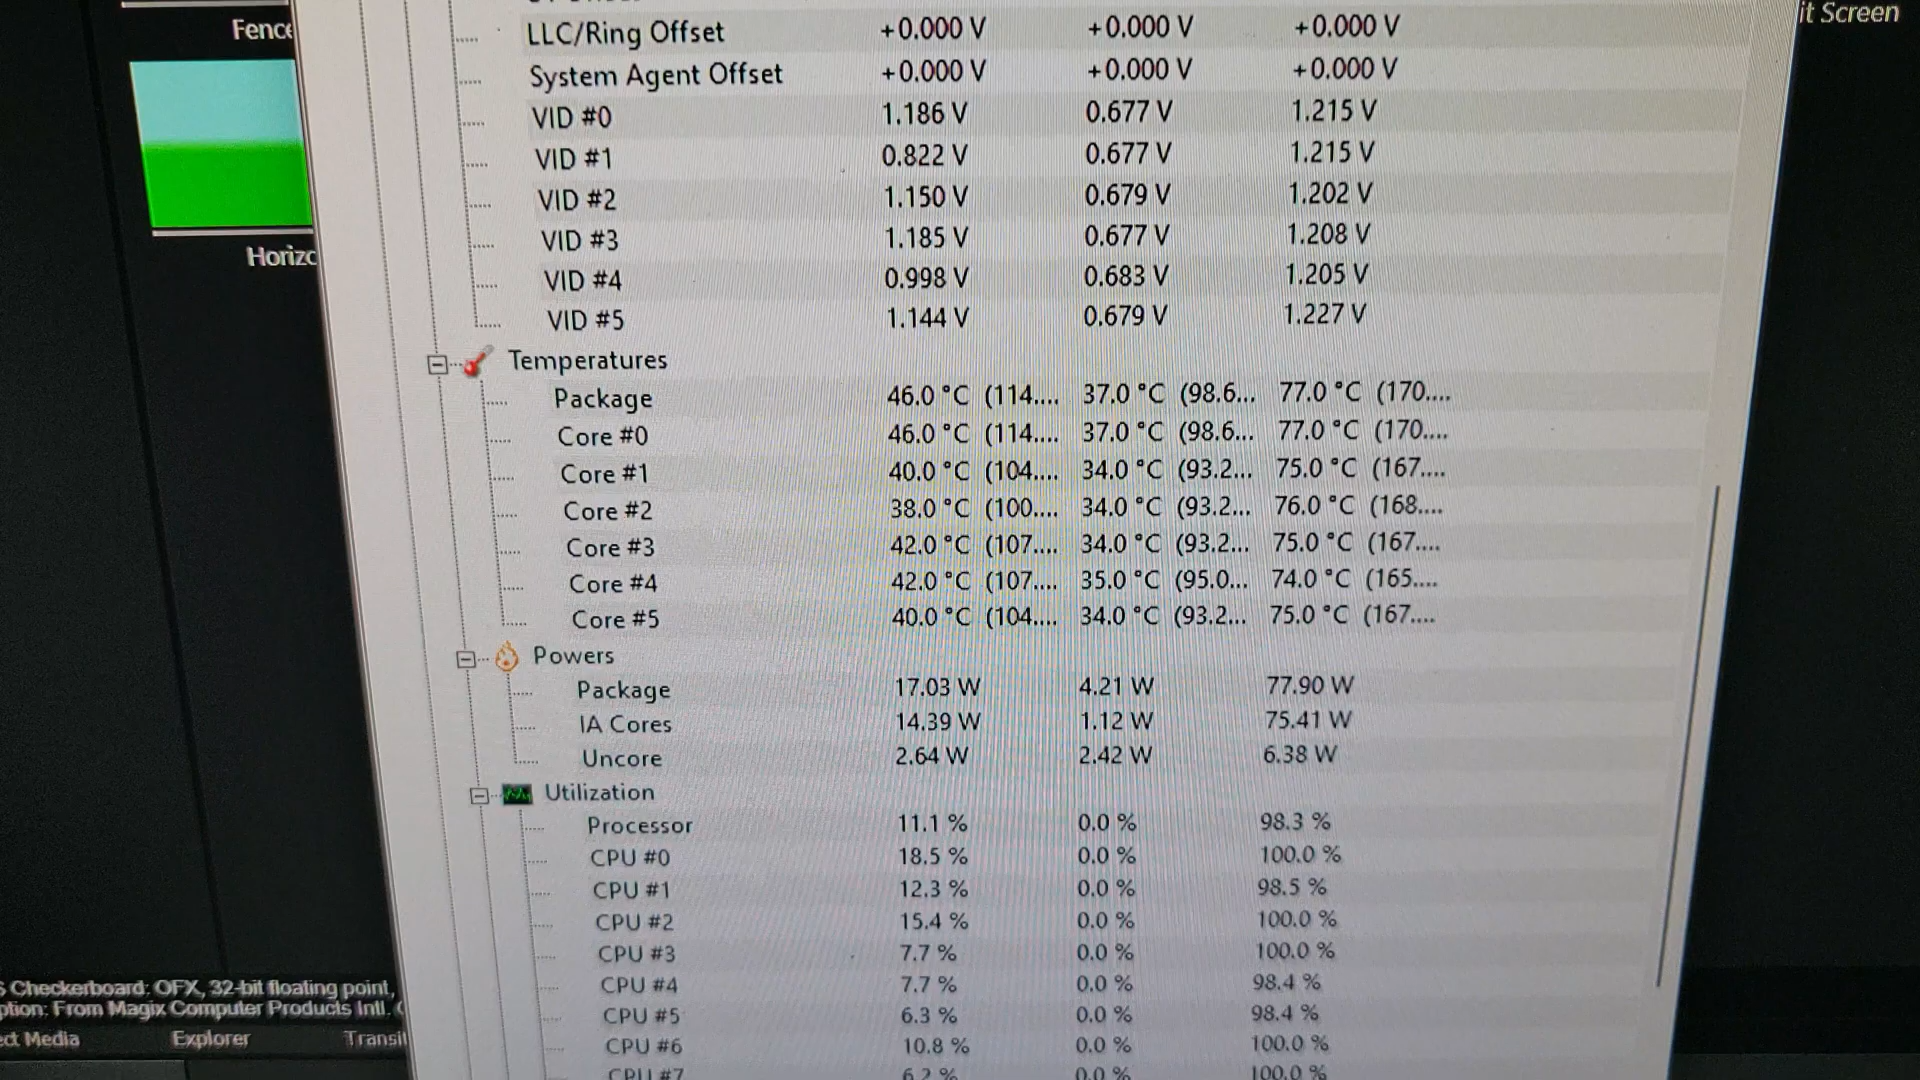 it Screen
Fence
LLC/Ring Offset +0.000 V +0.000 V +0.000 V
System Agent Offset +0.000 V +0.000 V +0.000 V
VID #0 1.186 V 0.677 V 1.215 V
VID #1 0.822 V 0.677 V 1.215 V
VID #2 1.150 V 0.679 V 1.202 V
VID #3 1.185 V 0.677 V 1.208 V
Horizo
VID #4 0.998 V 0.683 V 1.205 V
VID #5 1.144 V 0.679 V 1.227 V
Temperatures
Package 46.0 °C (114.... 37.0 °C (98.6... 77.0 °C (170....
Core #0 46.0 °C (114.... 37.0 °C (98.6... 77.0 °C (170....
Core #1 40.0 °C (104.... 34.0 °C (93.2... 75.0 °C (167....
Core #2 38.0 °C (100.... 34.0 °C (93.2... 76.0 °C (168....
Core #3 42.0 °C (107.... 34.0 °C (93.2... 75.0 °C (167....
Core #4 42.0 °C (107.... 35.0 °C (95.0... 74.0 °C (165....
Core #5 40.0 °C (104.... 34.0 °C (93.2... 75.0 °C (167....
Powers
Package 17.03 W 4.21 W 77.90 W
IA Cores 14.39 W 1.12 W 75.41 W
Uncore 2.64 W 2.42 W 6.38 W
Utilization
Processor 11.1 % 0.0 % 98.3 %
CPU #0 18.5 % 0.0 % 100.0 %
CPU #1 12.3 % 0.0 % 98.5 %
CPU #2 15.4 % 0.0 % 100.0 %
CPU #3 7.7 % 0.0 % 100.0 %
CPU #4 7.7 % 0.0 % 98.4 %
CPU #5 6.3 % 0.0 % 98.4 %
CPU #6 10.8 % 0.0 % 100.0 %
CPU #7 6.2 % 0.0 % 100.0 %
S Checkerboard: OFX, 32-bit floating point,
ption: From Magix Computer Products Intl. (
ct Media Explorer Transit